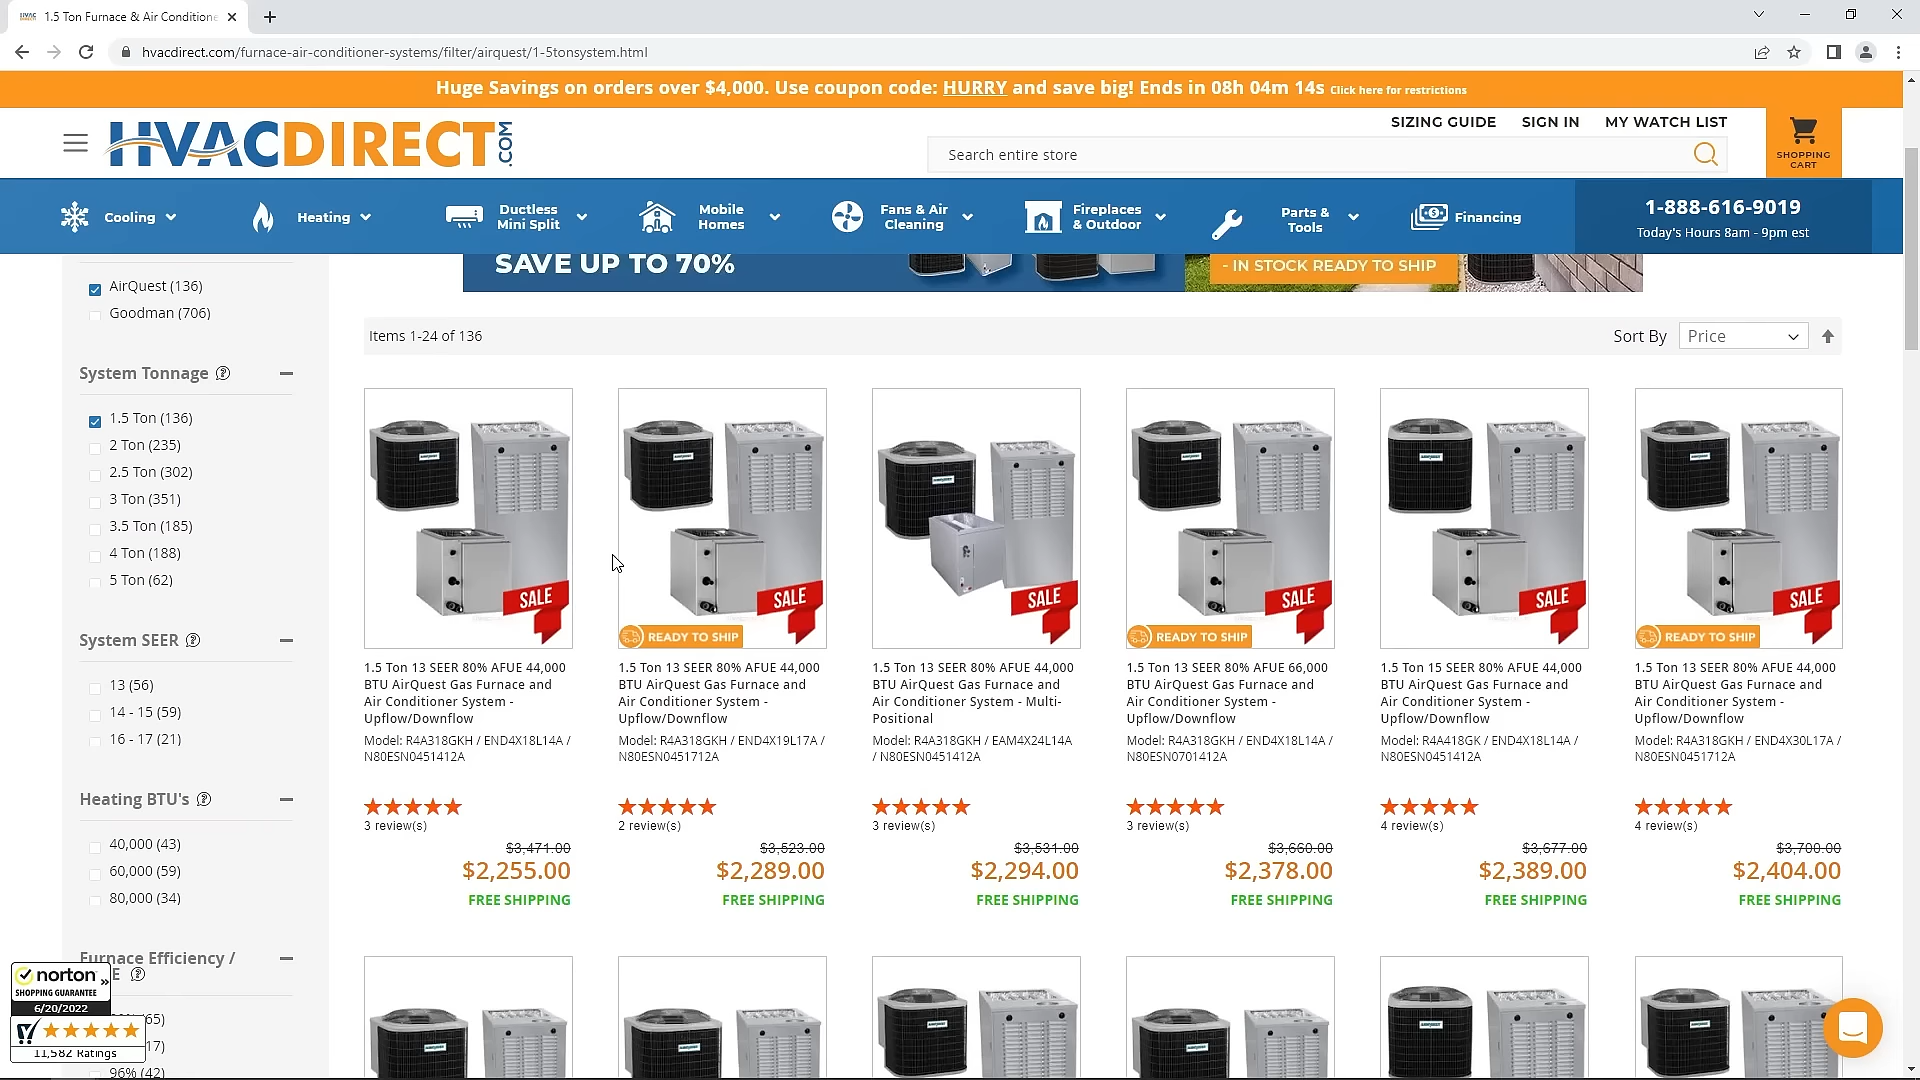 1.5 Ton Furnace & Air Conditione
hvacdirect.com/furnace-air-conditioner-systems/filter/airquest/1-5tonsystem.html
Huge Savings on orders over $4,000. Use coupon code: HURRY and save big! Ends in 08h 04m 14s Click here for restrictions
HVACDIRECT.COM
SIZING GUIDE SIGN IN MY WATCH LIST
Search entire store
SHOPPING CART
Cooling
Heating
Ductless Mini Split
Mobile Homes
Fans & Air Cleaning
Fireplaces & Outdoor
Parts & Tools
Financing
1-888-616-9019
Today's Hours 8am - 9pm est
SAVE UP TO 70%
- IN STOCK READY TO SHIP
AirQuest (136)
Goodman (706)
System Tonnage
1.5 Ton (136)
2 Ton (235)
2.5 Ton (302)
3 Ton (351)
3.5 Ton (185)
4 Ton (188)
5 Ton (62)
System SEER
13 (56)
14 - 15 (59)
16 - 17 (21)
Heating BTU's
40,000 (43)
60,000 (59)
80,000 (34)
Furnace Efficiency /
E
65)
17)
96% (42)
norton
SHOPPING GUARANTEE
6/20/2022
11,582 Ratings
Items 1-24 of 136
Sort By Price
SALE
1.5 Ton 13 SEER 80% AFUE 44,000
BTU AirQuest Gas Furnace and
Air Conditioner System -
Upflow/Downflow
Model: R4A318GKH / END4X18L14A /
N80ESN0451412A
3 review(s)
$3,471.00
$2,255.00
FREE SHIPPING
SALE
READY TO SHIP
1.5 Ton 13 SEER 80% AFUE 44,000
BTU AirQuest Gas Furnace and
Air Conditioner System -
Upflow/Downflow
Model: R4A318GKH / END4X19L17A /
N80ESN0451712A
2 review(s)
$3,523.00
$2,289.00
FREE SHIPPING
SALE
1.5 Ton 13 SEER 80% AFUE 44,000
BTU AirQuest Gas Furnace and
Air Conditioner System - Multi-
Positional
Model: R4A318GKH / EAM4X24L14A
/ N80ESN0451412A
3 review(s)
$3,531.00
$2,294.00
FREE SHIPPING
SALE
READY TO SHIP
1.5 Ton 13 SEER 80% AFUE 66,000
BTU AirQuest Gas Furnace and
Air Conditioner System -
Upflow/Downflow
Model: R4A318GKH / END4X18L14A /
N80ESN0701412A
3 review(s)
$3,660.00
$2,378.00
FREE SHIPPING
SALE
1.5 Ton 15 SEER 80% AFUE 44,000
BTU AirQuest Gas Furnace and
Air Conditioner System -
Upflow/Downflow
Model: R4A418GK / END4X18L14A /
N80ESN0451412A
4 review(s)
$3,677.00
$2,389.00
FREE SHIPPING
SALE
READY TO SHIP
1.5 Ton 13 SEER 80% AFUE 44,000
BTU AirQuest Gas Furnace and
Air Conditioner System -
Upflow/Downflow
Model: R4A318GKH / END4X30L17A /
N80ESN0451712A
4 review(s)
$3,700.00
$2,404.00
FREE SHIPPING